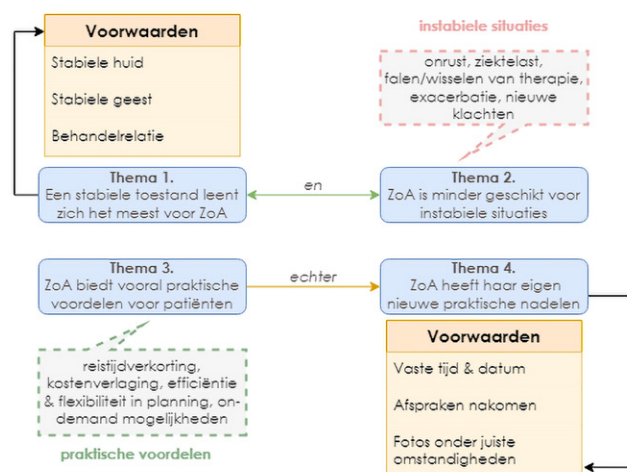 Voorwaarden
Stabiele huid
Stabiele geest
Behandelrelatie
instabiele situaties
onrust, ziektelast,
falen/wisselen van therapie,
exacerbatie, nieuwe
klachten
Thema 1.
Een stabiele toestand leent
zich het meest voor ZoA
en
Thema 2.
ZoA is minder geschikt voor
instabiele situaties
Thema 3.
ZoA biedt vooral praktische
voordelen voor patiënten
echter
Thema 4.
ZoA heeft haar eigen
nieuwe praktische nadelen
reistijdverkorting,
kostenverlaging, efficiëntie
& flexibiliteit in planning, on-
demand mogelijkheden
praktische voordelen
Voorwaarden
Vaste tijd & datum
Afspraken nakomen
Fotos onder juiste
omstandigheden